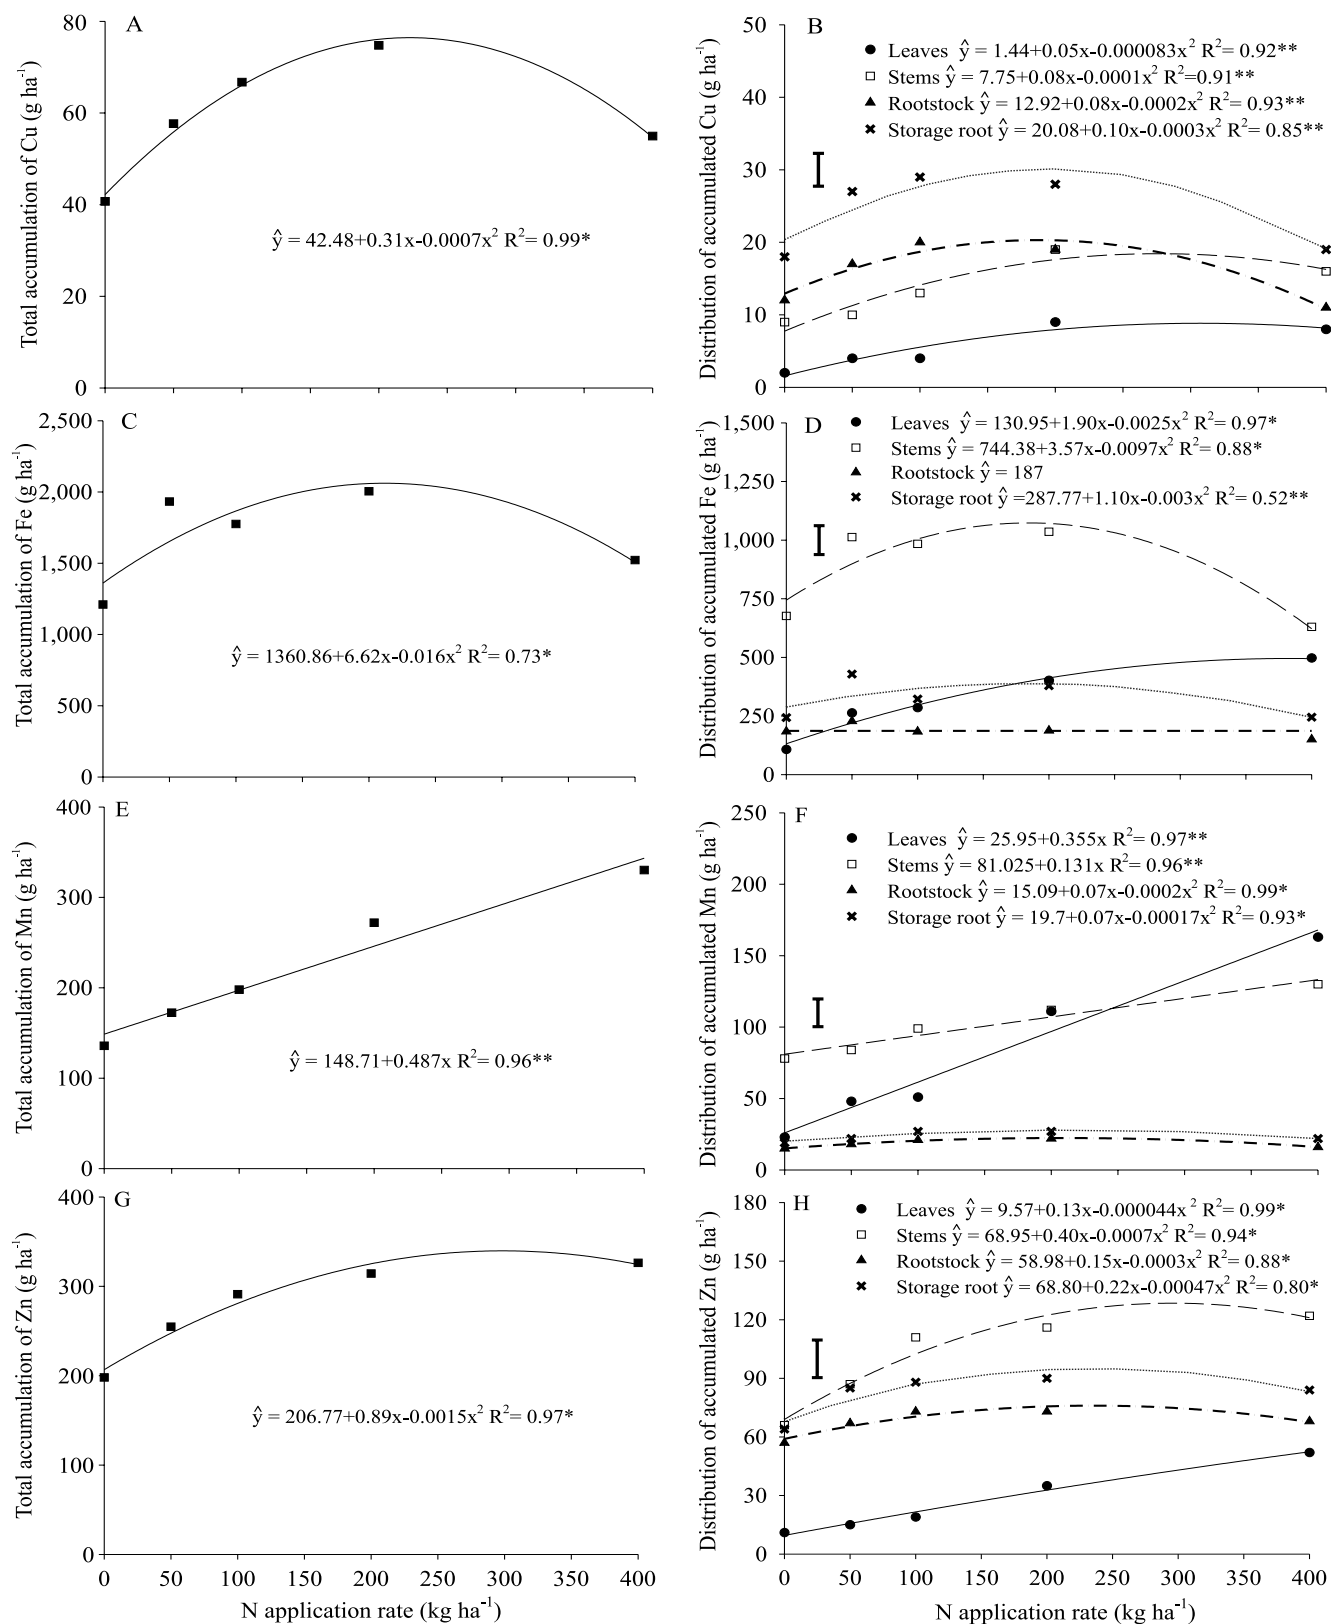 A
Total accumulation of Cu (g ha-1)
80
60
40
20
0
ŷ = 42.48+0.31x-0.0007x2 R2= 0.99*
B
Distribution of accumulated Cu (g ha-1)
50
40
30
20
10
0
Leaves ŷ = 1.44+0.05x-0.000083x2 R2= 0.92**
Stems ŷ = 7.75+0.08x-0.0001x2 R2=0.91**
Rootstock ŷ = 12.92+0.08x-0.0002x2 R2= 0.93**
Storage root ŷ = 20.08+0.10x-0.0003x2 R2= 0.85**
C
Total accumulation of Fe (g ha-1)
2,500
2,000
1,500
1,000
500
0
ŷ = 1360.86+6.62x-0.016x2 R2= 0.73*
D
Distribution of accumulated Fe (g ha-1)
1,500
1,250
1,000
750
500
250
0
Leaves ŷ = 130.95+1.90x-0.0025x2 R2= 0.97*
Stems ŷ = 744.38+3.57x-0.0097x2 R2= 0.88*
Rootstock ŷ = 187
Storage root ŷ =287.77+1.10x-0.003x2 R2= 0.52**
E
Total accumulation of Mn (g ha-1)
400
300
200
100
0
ŷ = 148.71+0.487x R2= 0.96**
F
Distribution of accumulated Mn (g ha-1)
250
200
150
100
50
0
Leaves ŷ = 25.95+0.355x R2= 0.97**
Stems ŷ = 81.025+0.131x R2= 0.96**
Rootstock ŷ = 15.09+0.07x-0.0002x2 R2= 0.99*
Storage root ŷ = 19.7+0.07x-0.00017x2 R2= 0.93*
G
Total accumulation of Zn (g ha-1)
400
300
200
100
0
ŷ = 206.77+0.89x-0.0015x2 R2= 0.97*
0 50 100 150 200 250 300 350 400
N application rate (kg ha-1)
H
Distribution of accumulated Zn (g ha-1)
180
150
120
90
60
30
0
Leaves ŷ = 9.57+0.13x-0.000044x2 R2= 0.99*
Stems ŷ = 68.95+0.40x-0.0007x2 R2= 0.94*
Rootstock ŷ = 58.98+0.15x-0.0003x2 R2= 0.88*
Storage root ŷ = 68.80+0.22x-0.00047x2 R2= 0.80*
0 50 100 150 200 250 300 350 400
N application rate (kg ha-1)